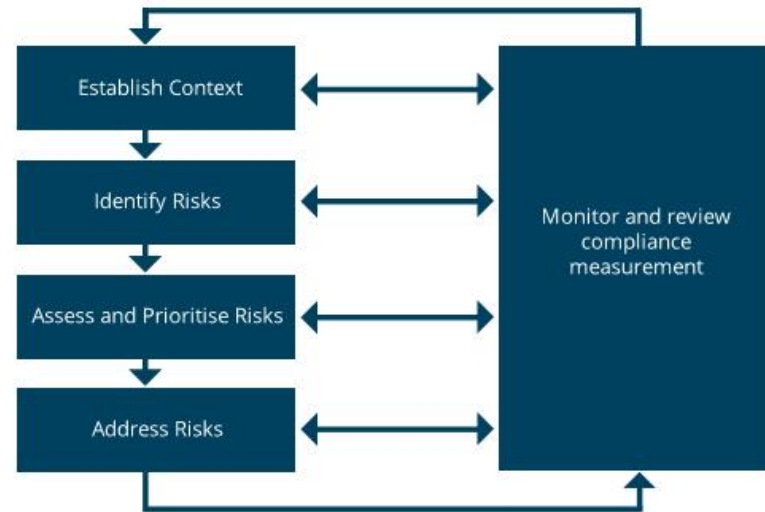 Establish Context
Identify Risks
Assess and Prioritise Risks
Address Risks
Monitor and review
compliance
measurement